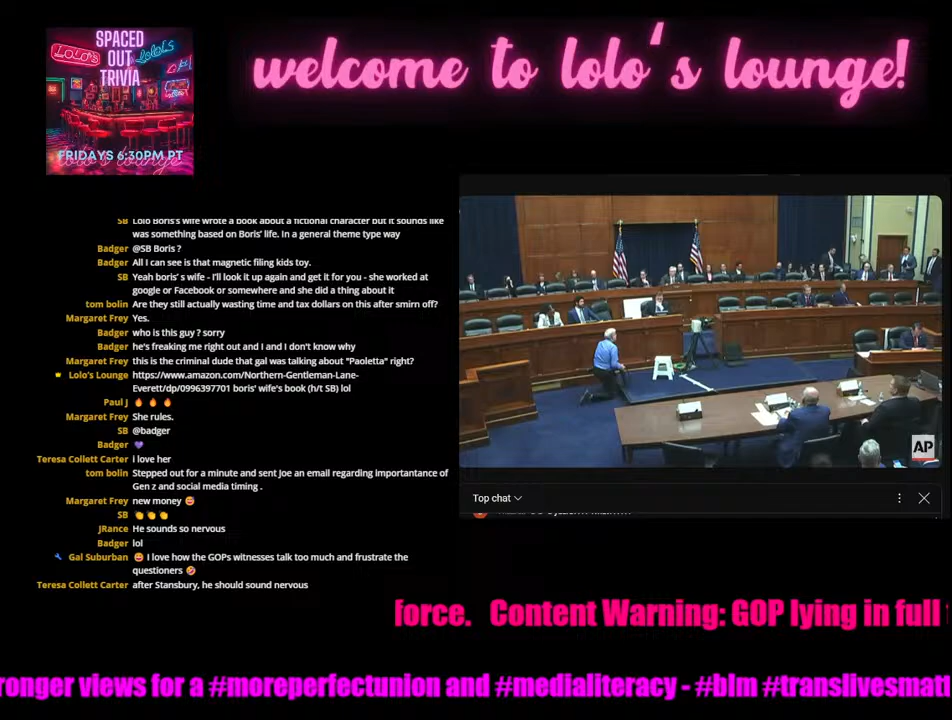 SPACED
OUT
TRIVIA
LOLO'S
FRIDAYS 6:30PM PT
lolo's lounge
welcome to lolo's lounge!
SB Lolo Boris's wife wrote a book about a fictional character but it sounds like
was something based on Boris' life. In a general theme type way
Badger @SB Boris ?
Badger All I can see is that magnetic filing kids toy.
SB Yeah boris' s wife - I'll look it up again and get it for you - she worked at
google or Facebook or somewhere and she did a thing about it
tom bolin Are they still actually wasting time and tax dollars on this after smirn off?
Margaret Frey Yes.
Badger who is this guy ? sorry
Badger he's freaking me right out and I and I don't know why
Margaret Frey this is the criminal dude that gal was talking about "Paoletta" right?
Lolo's Lounge https://www.amazon.com/Northern-Gentleman-Lane-
Everett/dp/0996397701 boris' wife's book (h/t SB) lol
Paul J 🔥 🔥 🔥
Margaret Frey She rules.
SB @badger
Badger 💜
Teresa Collett Carter i love her
tom bolin Stepped out for a minute and sent Joe an email regarding importantance of
Gen z and social media timing .
Margaret Frey new money
SB 👏 👏 👏
JRance He sounds so nervous
Badger lol
Gal Suburban I love how the GOPs witnesses talk too much and frustrate the
questioners 🤣
Teresa Collett Carter after Stansbury, he should sound nervous
AP
Top chat
force. Content Warning: GOP lying in full
ronger views for a #moreperfectunion and #medialiteracy - #blm #translivesmatt